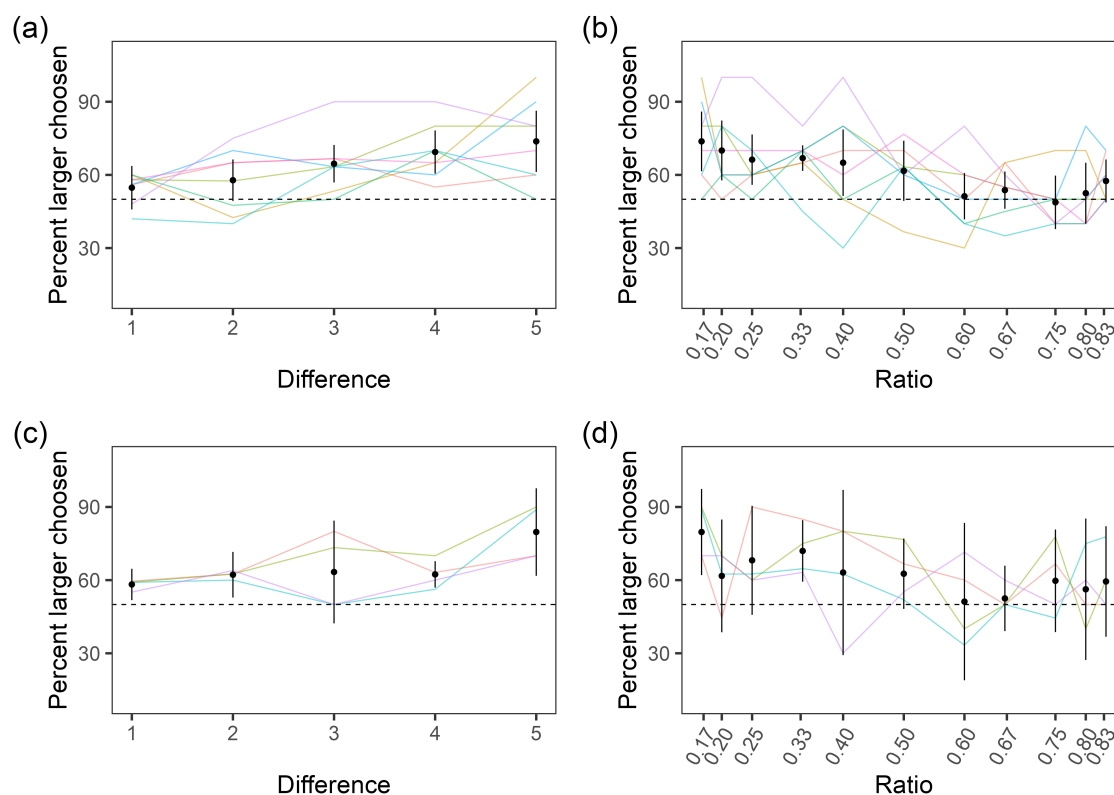 (a)
Percent larger choosen
90
60
30
1 2 3 4 5
Difference
(b)
Percent larger choosen
90
60
30
0.17 0.20 0.25 0.33 0.40 0.50 0.60 0.67 0.75 0.80 0.83
Ratio
(c)
Percent larger choosen
90
60
30
1 2 3 4 5
Difference
(d)
Percent larger choosen
90
60
30
0.17 0.20 0.25 0.33 0.40 0.50 0.60 0.67 0.75 0.80 0.83
Ratio